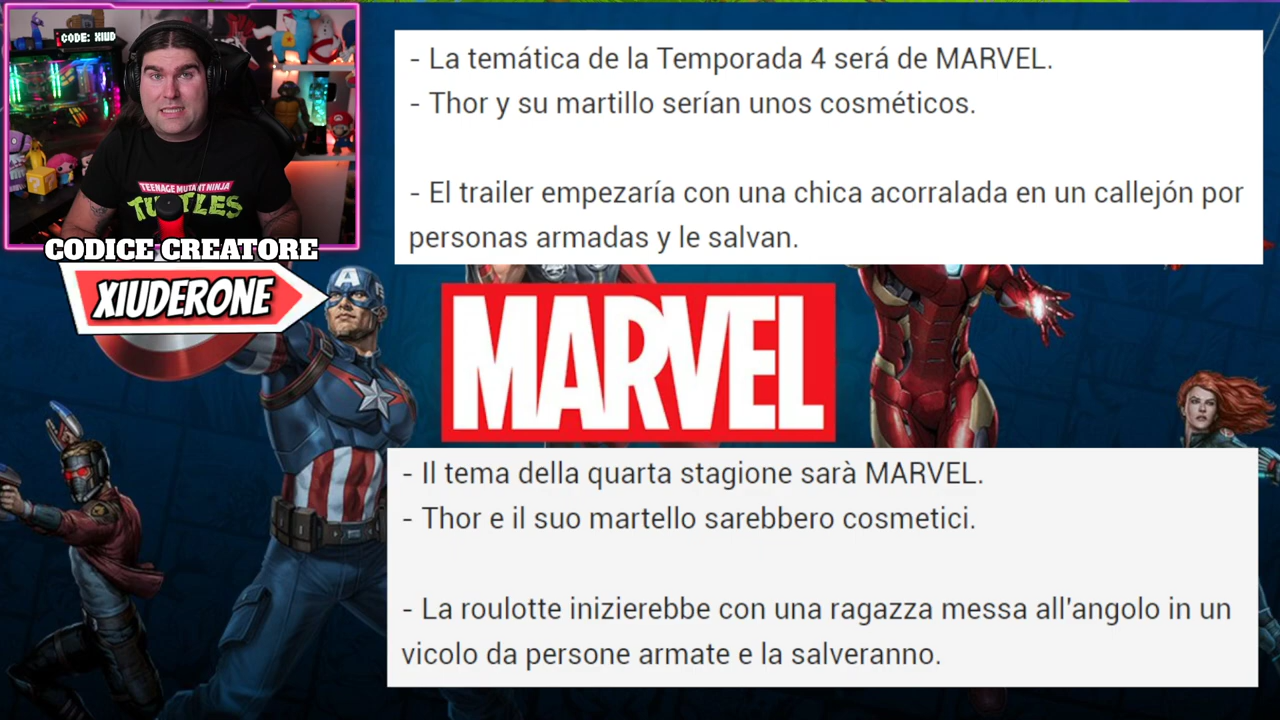 CODE: XIUD
TEENAGE MUTANT NINJA
TURTLES
CODICE CREATORE
XIUDERONE
- La temática de la Temporada 4 será de MARVEL.
- Thor y su martillo serían unos cosméticos.
- El trailer empezaría con una chica acorralada en un callejón por
personas armadas y le salvan.
MARVEL
- Il tema della quarta stagione sarà MARVEL.
- Thor e il suo martello sarebbero cosmetici.
- La roulotte inizierebbe con una ragazza messa all'angolo in un
vicolo da persone armate e la salveranno.